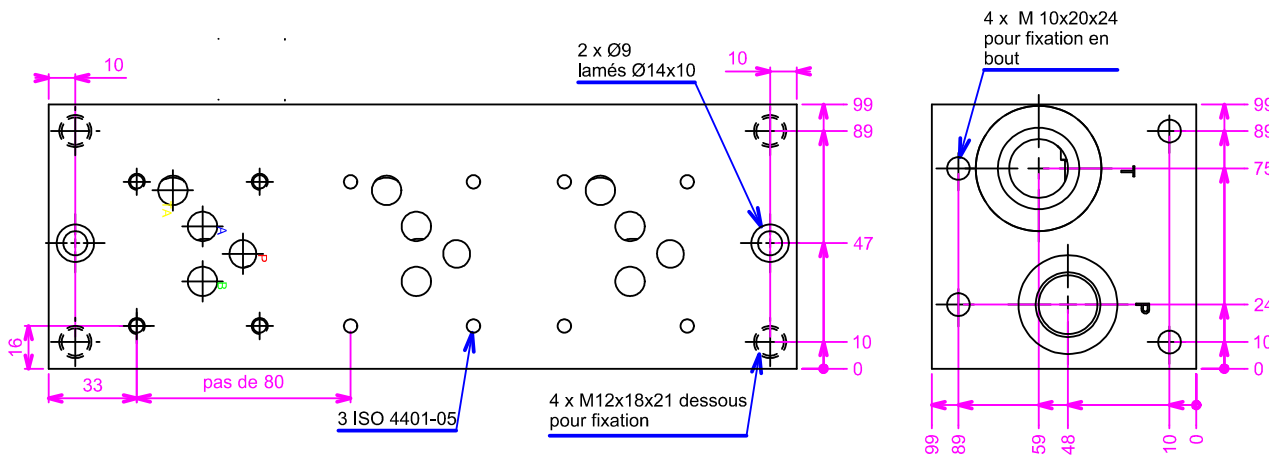 10
2 x Ø9
lamés Ø14x10
10
99
89
47
10
0
TA
A
P
B
16
33
pas de 80
3 ISO 4401-05
4 x M12x18x21 dessous
pour fixation
4 x M 10x20x24
pour fixation en
bout
T
P
99
89
75
24
10
0
99
89
59
48
10
0